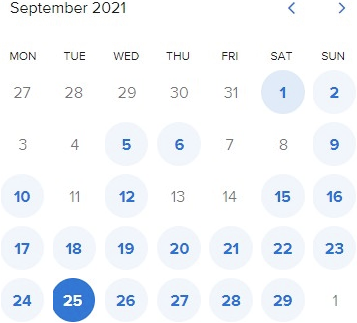 September 2021
MON TUE WED THU FRI SAT SUN
27 28 29 30 31 1 2
3 4 5 6 7 8 9
10 11 12 13 14 15 16
17 18 19 20 21 22 23
24 25 26 27 28 29 1